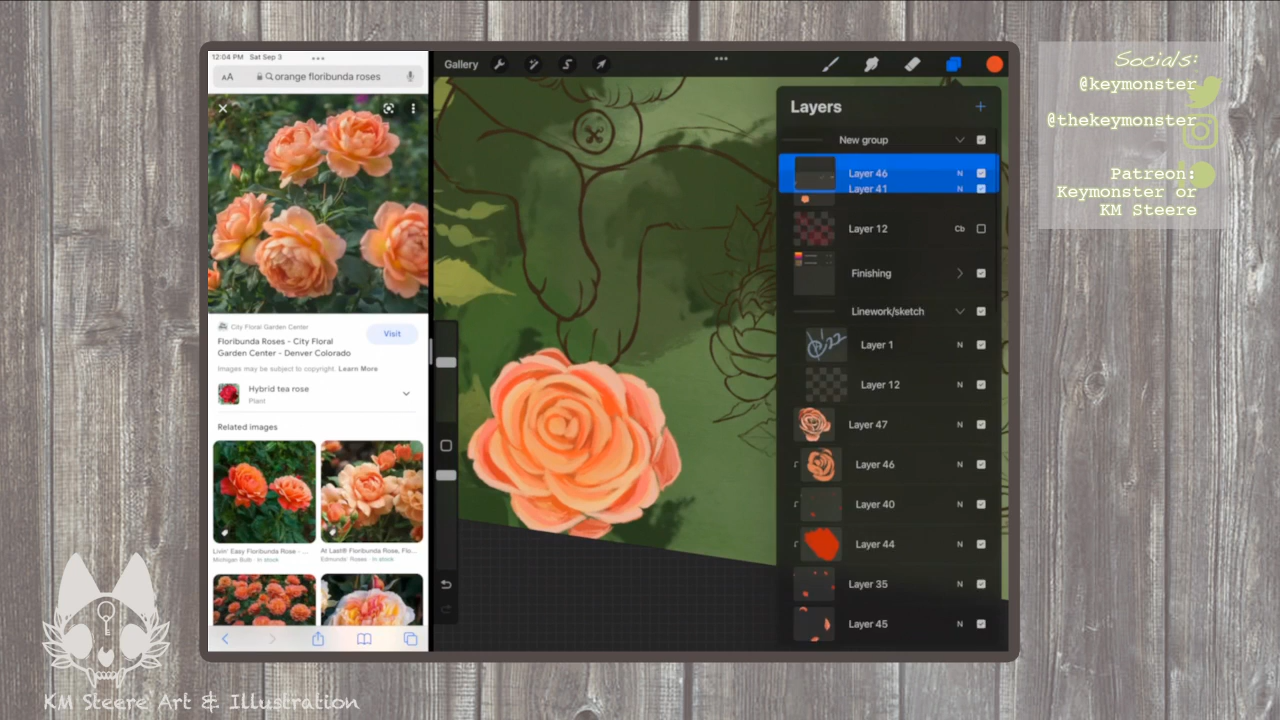 12:04 PM Sat Sep 3
AA orange floribunda roses
City Floral Garden Center
Visit
Floribunda Roses - City Floral
Garden Center - Denver Colorado
Images may be subject to copyright. Learn More
Hybrid tea rose
Plant
Related images
Livin' Easy Floribunda Rose - ...
Michigan Bulb · In stock
At Last® Floribunda Rose, Flo...
Edmunds' Roses · In stock
Gallery
Layers
New group
Layer 46 N
Layer 41 N
Layer 12 Cb
Finishing
Linework/sketch
Layer 1 N
Layer 12 N
Layer 47 N
Layer 46 N
Layer 40 N
Layer 44 N
Layer 35 N
Layer 45 N
Socials:
@keymonster
@thekeymonster
Patreon:
Keymonster or
KM Steere
KM Steere Art & Illustration